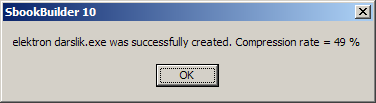 SbookBuilder 10
elektron darslik.exe was successfully created. Compression rate = 49 %
OK